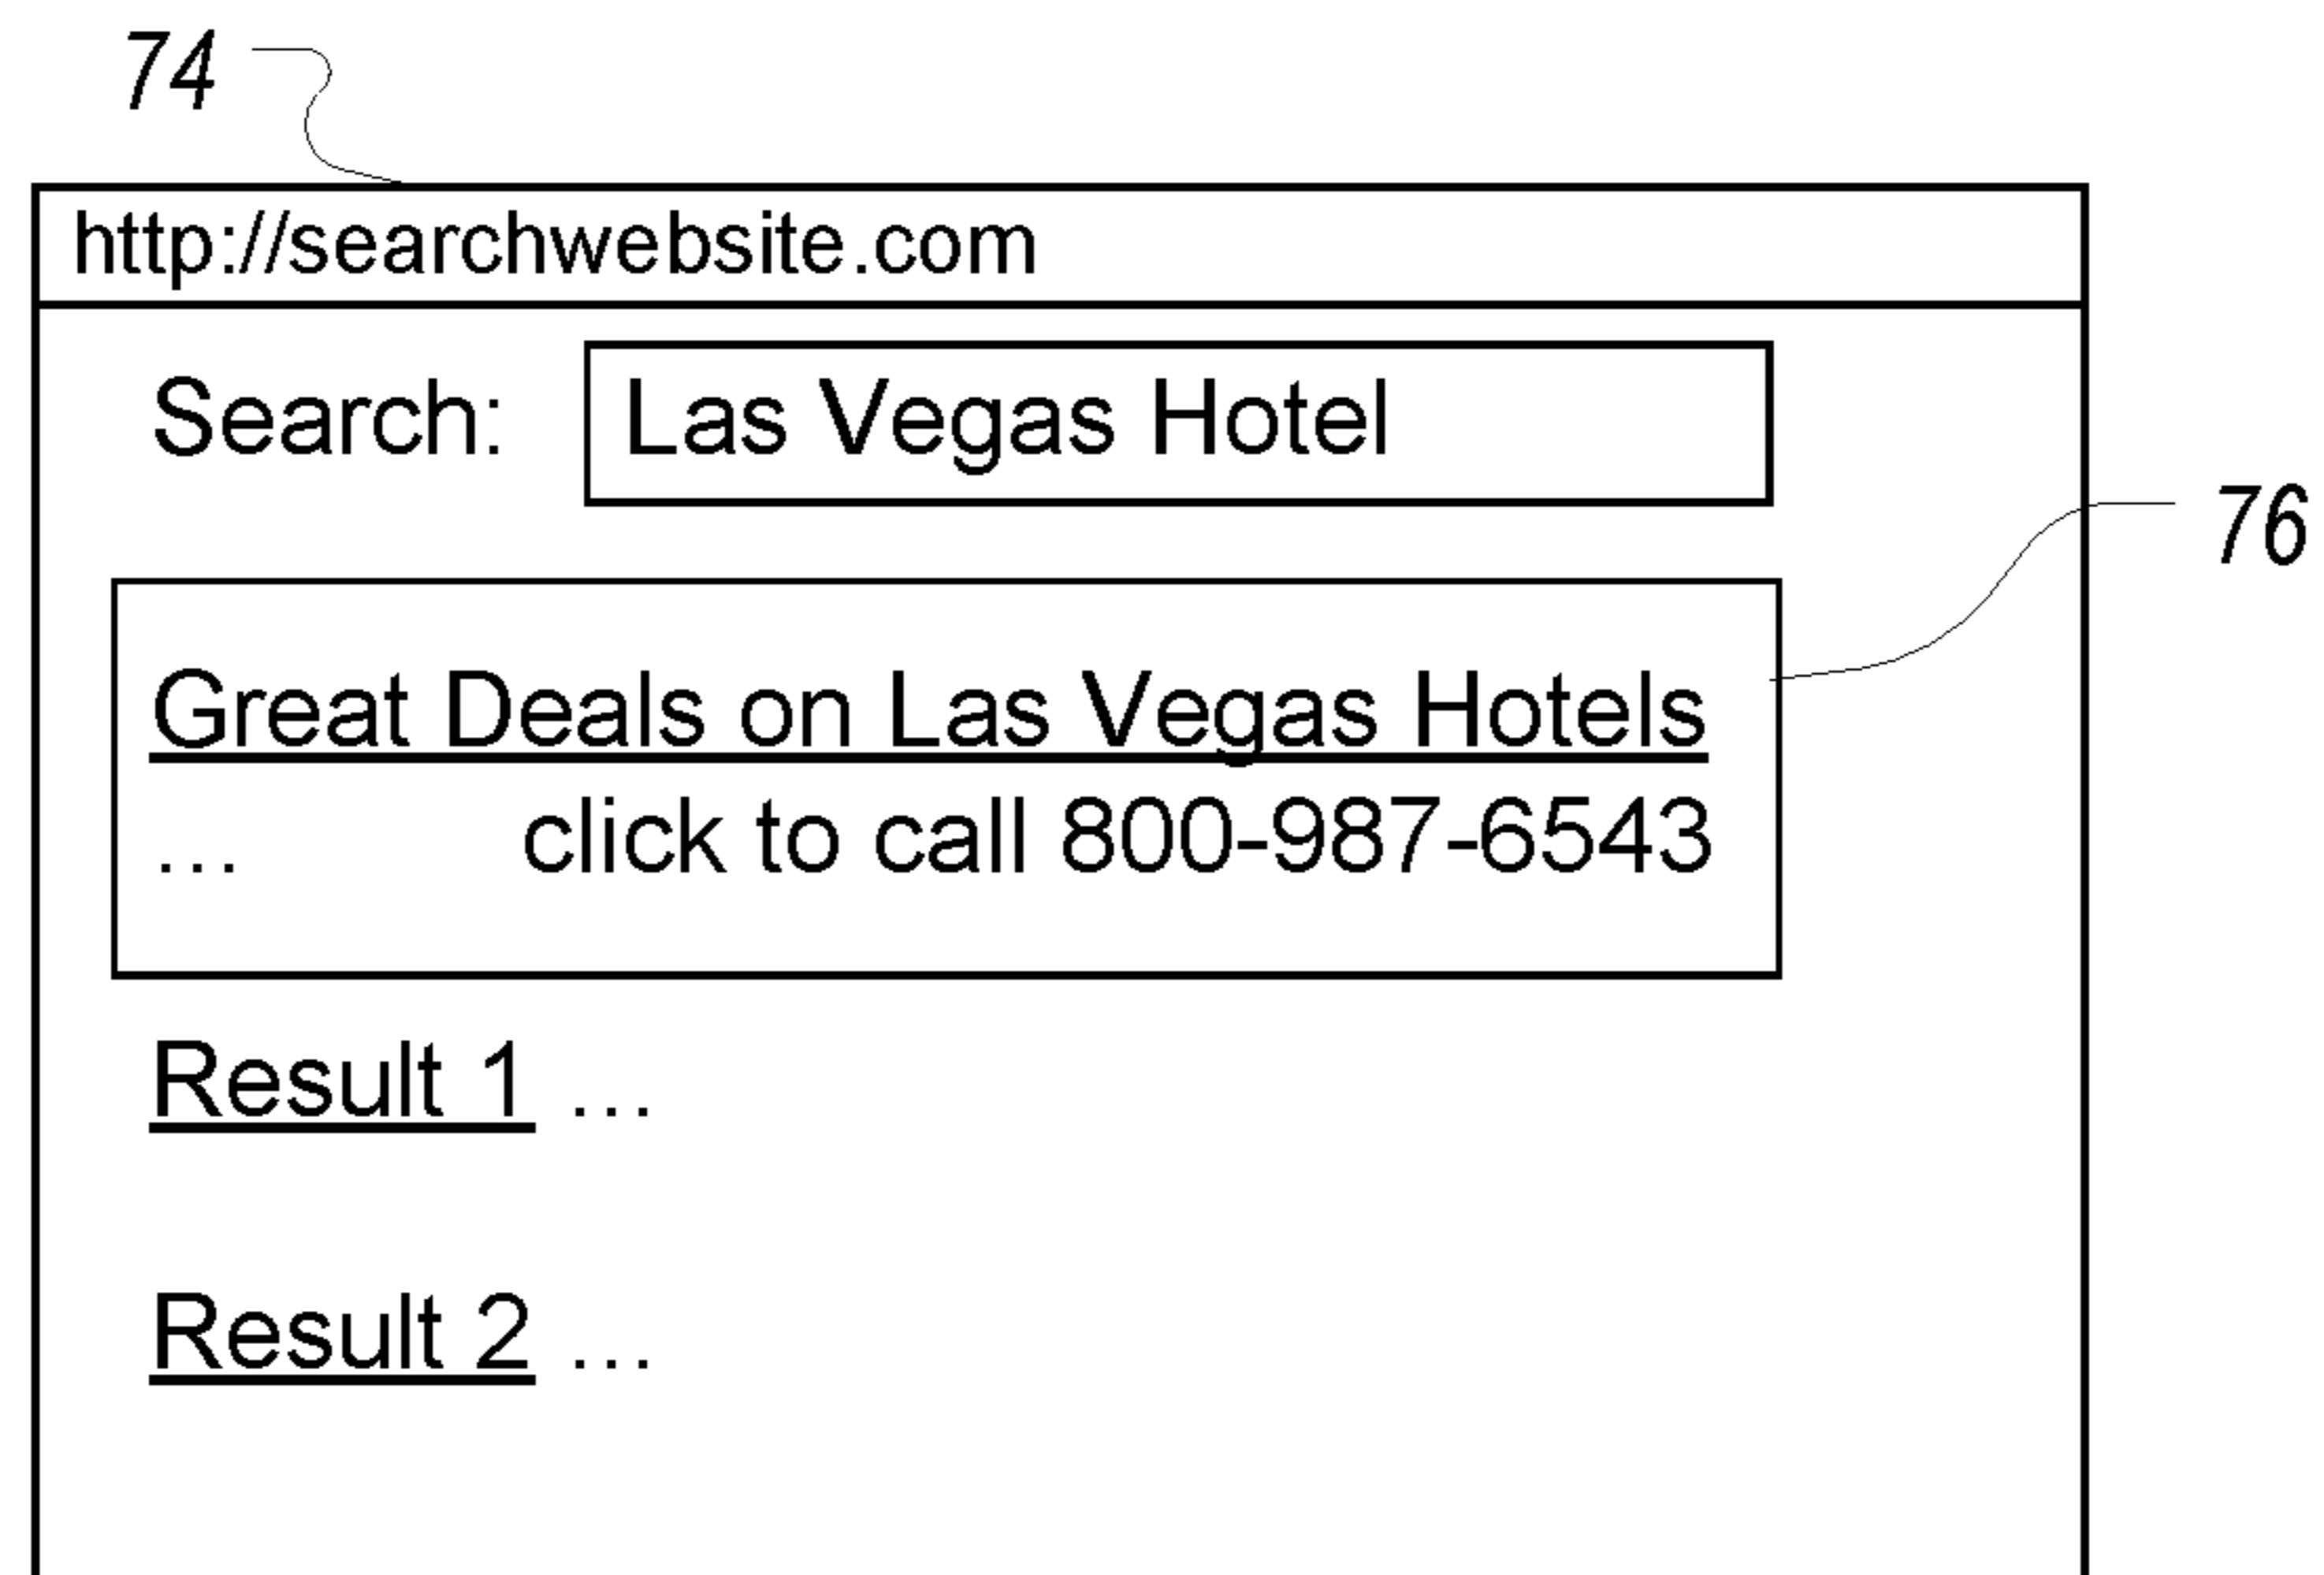 74
http://searchwebsite.com
Search: Las Vegas Hotel
76
Great Deals on Las Vegas Hotels
... click to call 800-987-6543
Result 1 ...
Result 2 ...